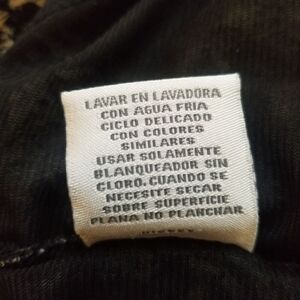 LAVAR EN LAVADORA
CON AGUA FRIA
CICLO DELICADO
CON COLORES
SIMILARES
USAR SOLAMENTE
BLANQUEADOR SIN
CLORO. CUANDO SE
NECESITE SECAR
SOBRE SUPERFICIE
PLANA NO PLANCHAR